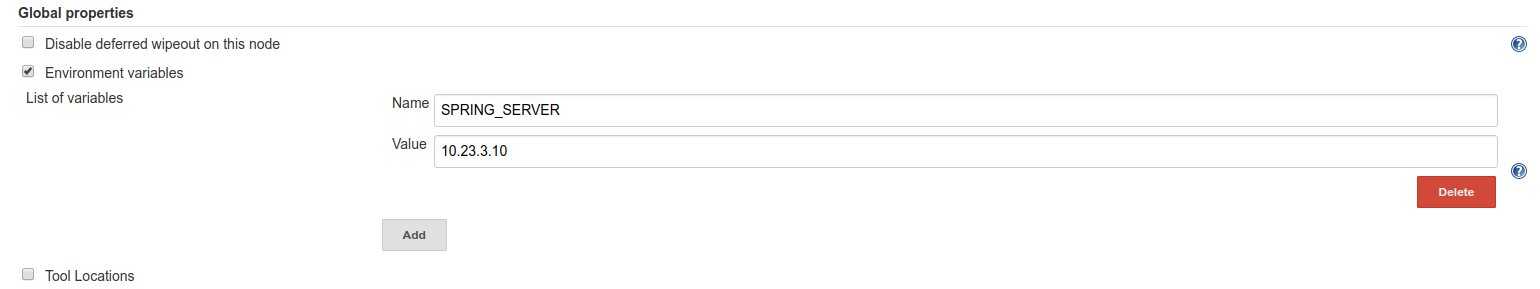 Global properties
Disable deferred wipeout on this node
?
Environment variables
List of variables
Name SPRING_SERVER
Value 10.23.3.10
?
Delete
Add
Tool Locations